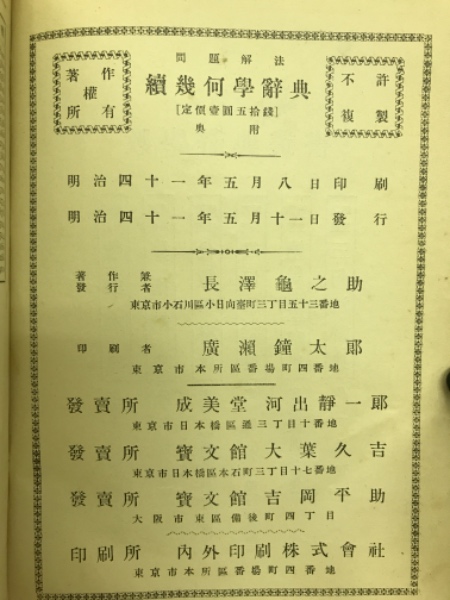 問題解法
續幾何學辭典
著作權所有
不許複製
[定價壹圓五拾錢]
奧附
明治四十一年五月八日印刷
明治四十一年五月十一日發行
著作兼發行者 長澤龜之助
東京市小石川區小日向臺町三丁目五十三番地
印刷者 廣瀨鐘太郞
東京市本所區番場町四番地
發賣所 成美堂 河出靜一郞
東京市日本橋區通三丁目十番地
發賣所 寶文館 大葉久吉
東京市日本橋區本石町三丁目十七番地
發賣所 寶文館 吉岡平助
大阪市東區備後町四丁目
印刷所 內外印刷株式會社
東京市本所區番場町四番地